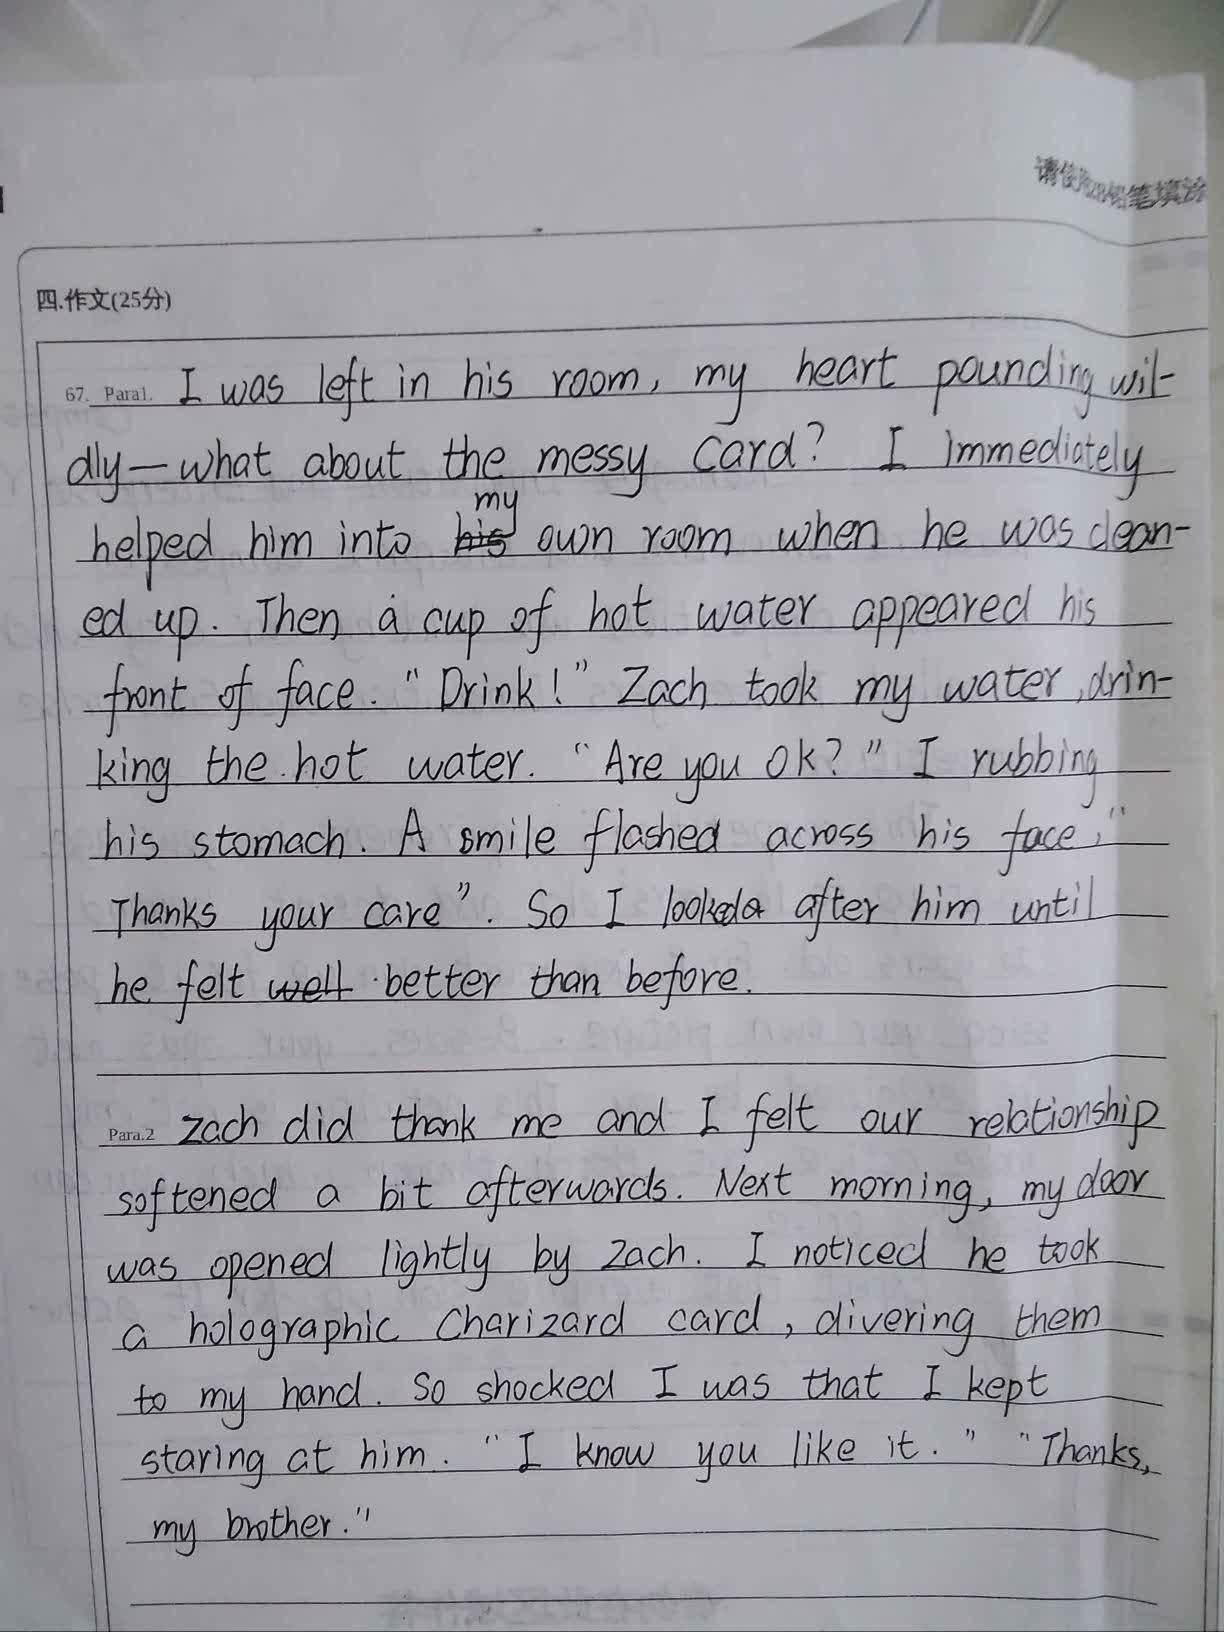 请使用2B铅笔填涂
四.作文(25分)
67. Para1. I was left in his room, my heart pounding wil-
dly—what about the messy card? I immediately
my
helped him into his own room when he was clean-
ed up. Then a cup of hot water appeared his
front of face. "Drink!" Zach took my water, drin-
king the hot water. "Are you ok?" I rubbing
his stomach. A smile flashed across his face, "
Thanks your care". So I looked after him until
he felt well better than before.
Para.2 Zach did thank me and I felt our relationship
softened a bit afterwards. Next morning, my door
was opened lightly by Zach. I noticed he took
a holographic Charizard card, divering them
to my hand. So shocked I was that I kept
staring at him. "I know you like it." "Thanks,
my brother."